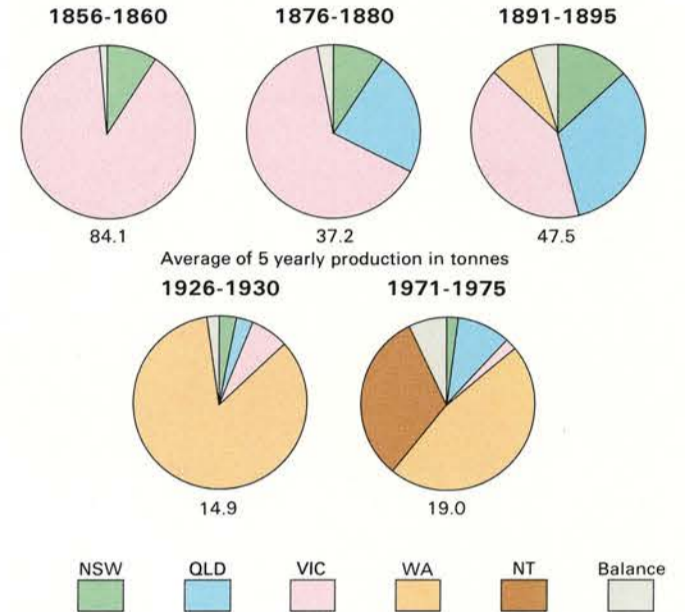 1856-1860 1876-1880 1891-1895
84.1 37.2 47.5
Average of 5 yearly production in tonnes
1926-1930 1971-1975
14.9 19.0
NSW QLD VIC WA NT Balance